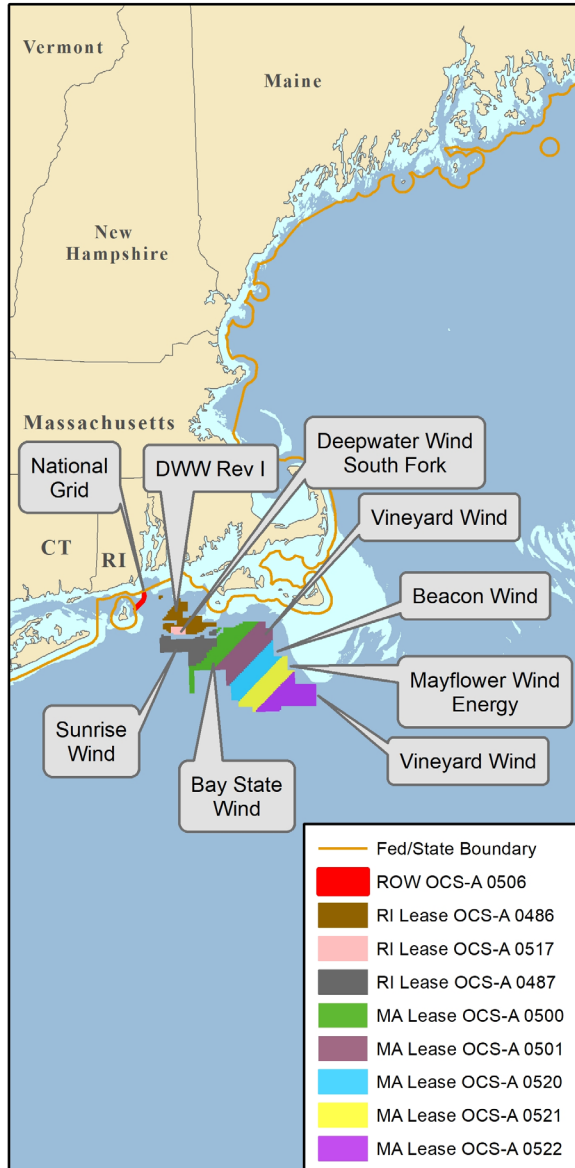 Vermont
Maine
New
Hampshire
Massachusetts
National
Grid
DWW Rev I
Deepwater Wind
South Fork
Vineyard Wind
CT
RI
Beacon Wind
Mayflower Wind
Energy
Sunrise
Wind
Bay State
Wind
Vineyard Wind
Fed/State Boundary
ROW OCS-A 0506
RI Lease OCS-A 0486
RI Lease OCS-A 0517
RI Lease OCS-A 0487
MA Lease OCS-A 0500
MA Lease OCS-A 0501
MA Lease OCS-A 0520
MA Lease OCS-A 0521
MA Lease OCS-A 0522